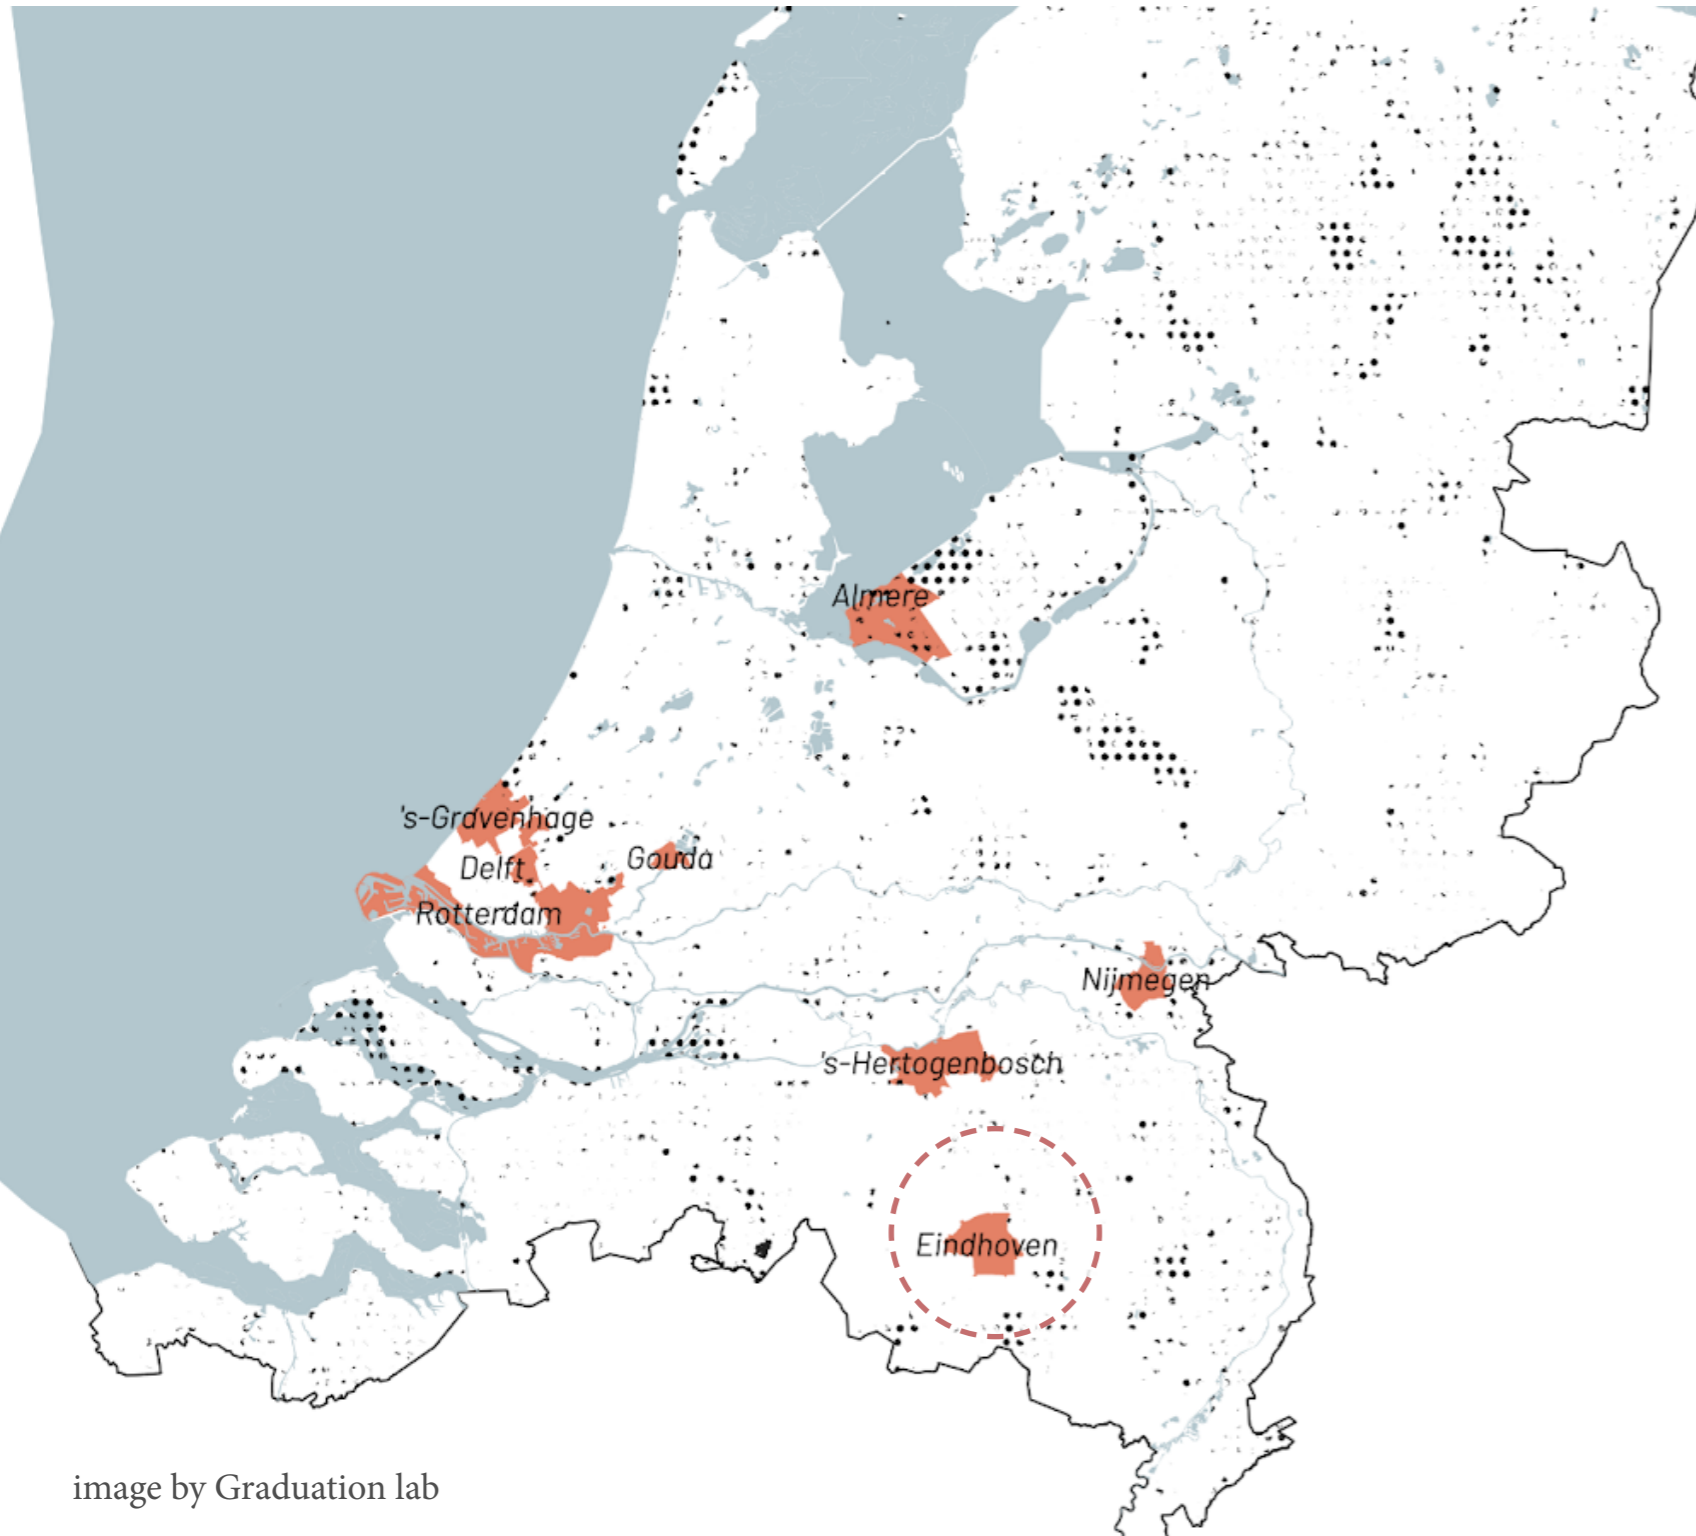 Almere
's-Gravenhage
Delft
Gouda
Rotterdam
Nijmegen
's-Hertogenbosch
Eindhoven
image by Graduation lab